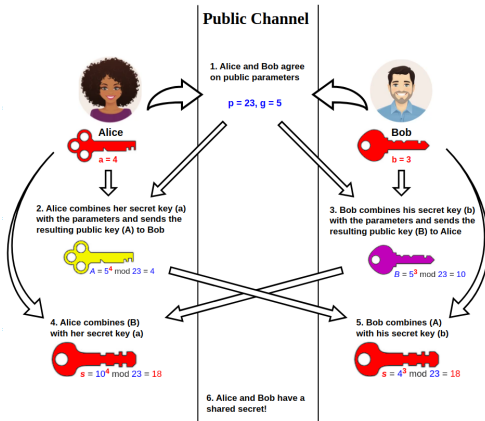 Public Channel
1. Alice and Bob agree
on public parameters
p = 23, g = 5
Alice
a = 4
Bob
b = 3
2. Alice combines her secret key (a)
with the parameters and sends the
resulting public key (A) to Bob
A = 5⁴ mod 23 = 4
3. Bob combines his secret key (b)
with the parameters and sends the
resulting public key (B) to Alice
B = 5³ mod 23 = 10
4. Alice combines (B)
with her secret key (a)
s = 10⁴ mod 23 = 18
5. Bob combines (A)
with his secret key (b)
s = 4³ mod 23 = 18
6. Alice and Bob have a
shared secret!